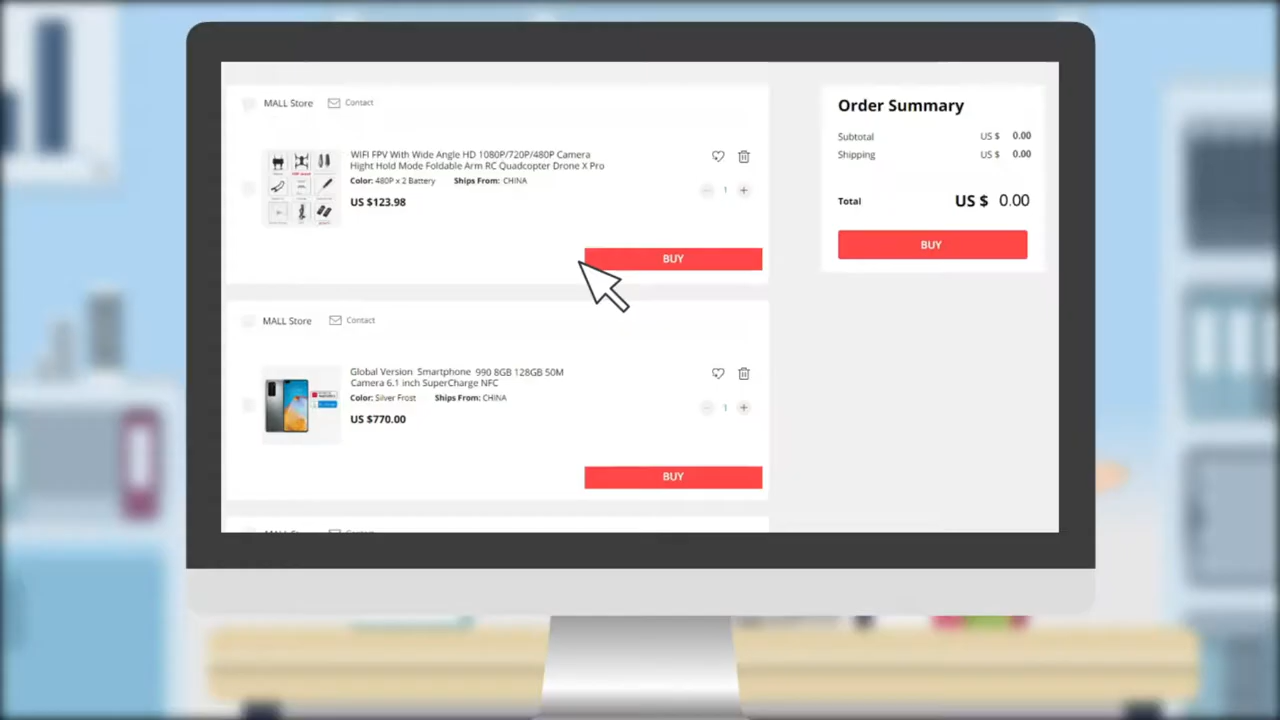 MALL Store Contact
WIFI FPV With Wide Angle HD 1080P/720P/480P Camera
Hight Hold Mode Foldable Arm RC Quadcopter Drone X Pro
Color: 480P x 2 Battery Ships From: CHINA
1
US $123.98
BUY
MALL Store Contact
Global Version Smartphone 990 8GB 128GB 50M
Camera 6.1 inch SuperCharge NFC
Color: Silver Frost Ships From: CHINA
1
US $770.00
BUY
Order Summary
Subtotal US $ 0.00
Shipping US $ 0.00
Total US $ 0.00
BUY